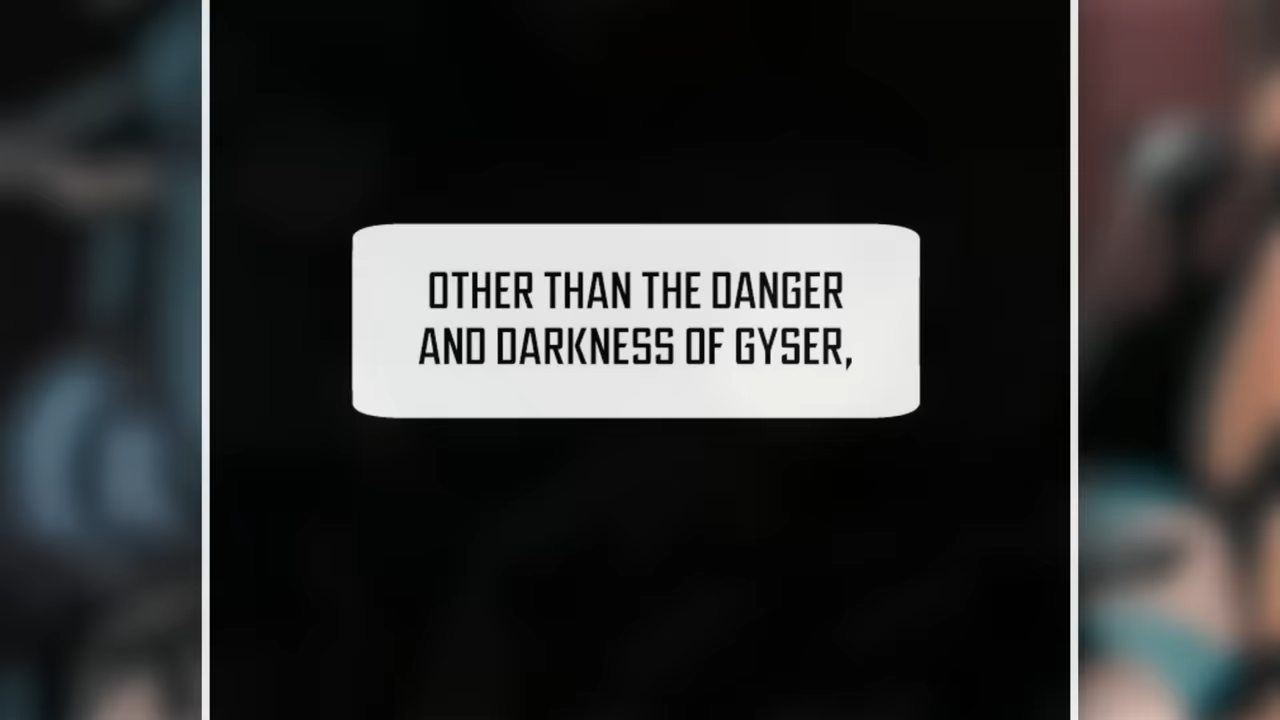 OTHER THAN THE DANGER
AND DARKNESS OF GYSER,